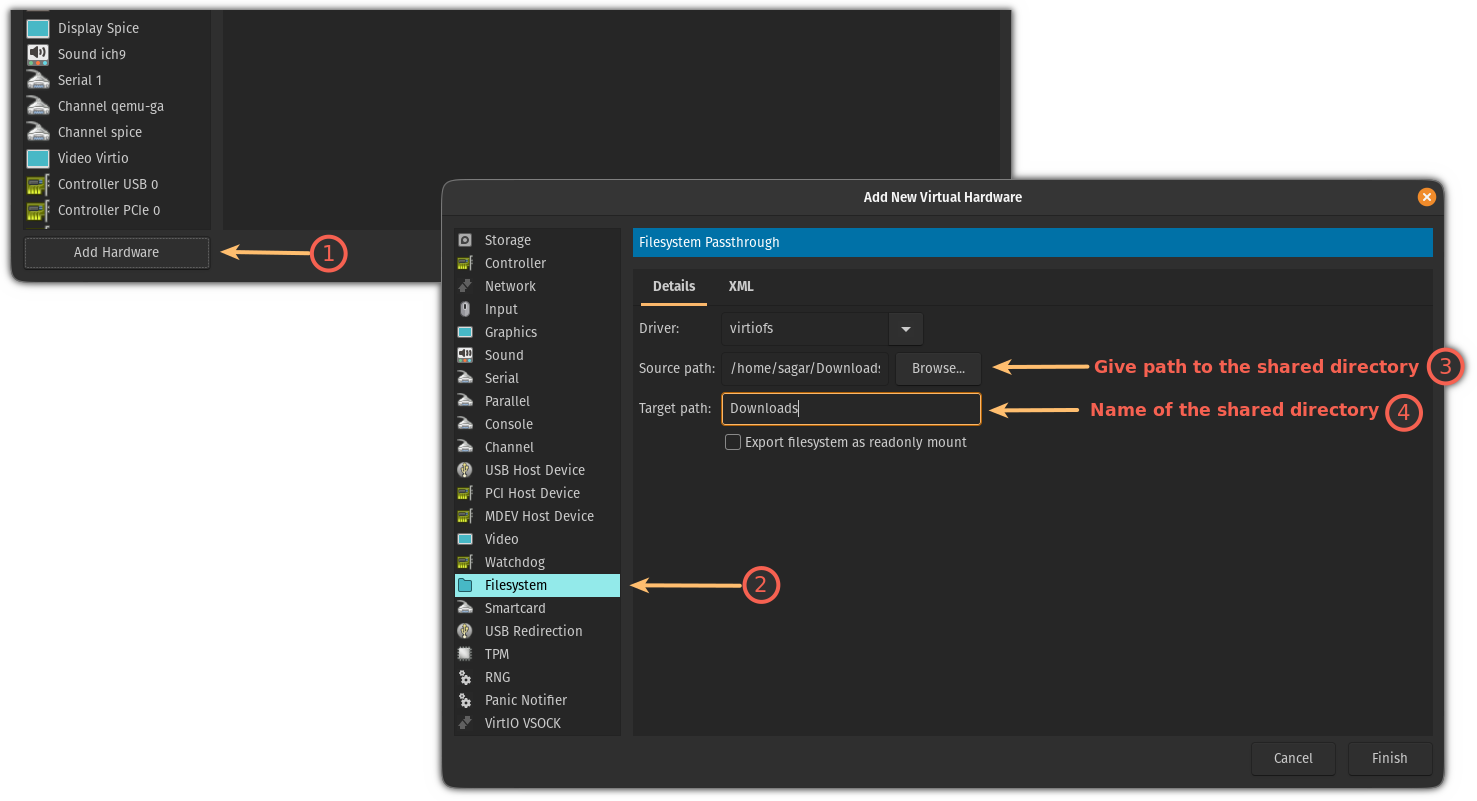 Display Spice
Sound ich9
Serial 1
Channel qemu-ga
Channel spice
Video Virtio
Controller USB 0
Controller PCIe 0
Add Hardware
1
Add New Virtual Hardware
Storage
Controller
Network
Input
Graphics
Sound
Serial
Parallel
Console
Channel
USB Host Device
PCI Host Device
MDEV Host Device
Video
Watchdog
Filesystem
Smartcard
USB Redirection
TPM
RNG
Panic Notifier
VirtIO VSOCK
2
Filesystem Passthrough
Details XML
Driver: virtiofs
Source path: /home/sagar/Downloads Browse... Give path to the shared directory 3
Target path: Downloads Name of the shared directory 4
Export filesystem as readonly mount
Cancel Finish